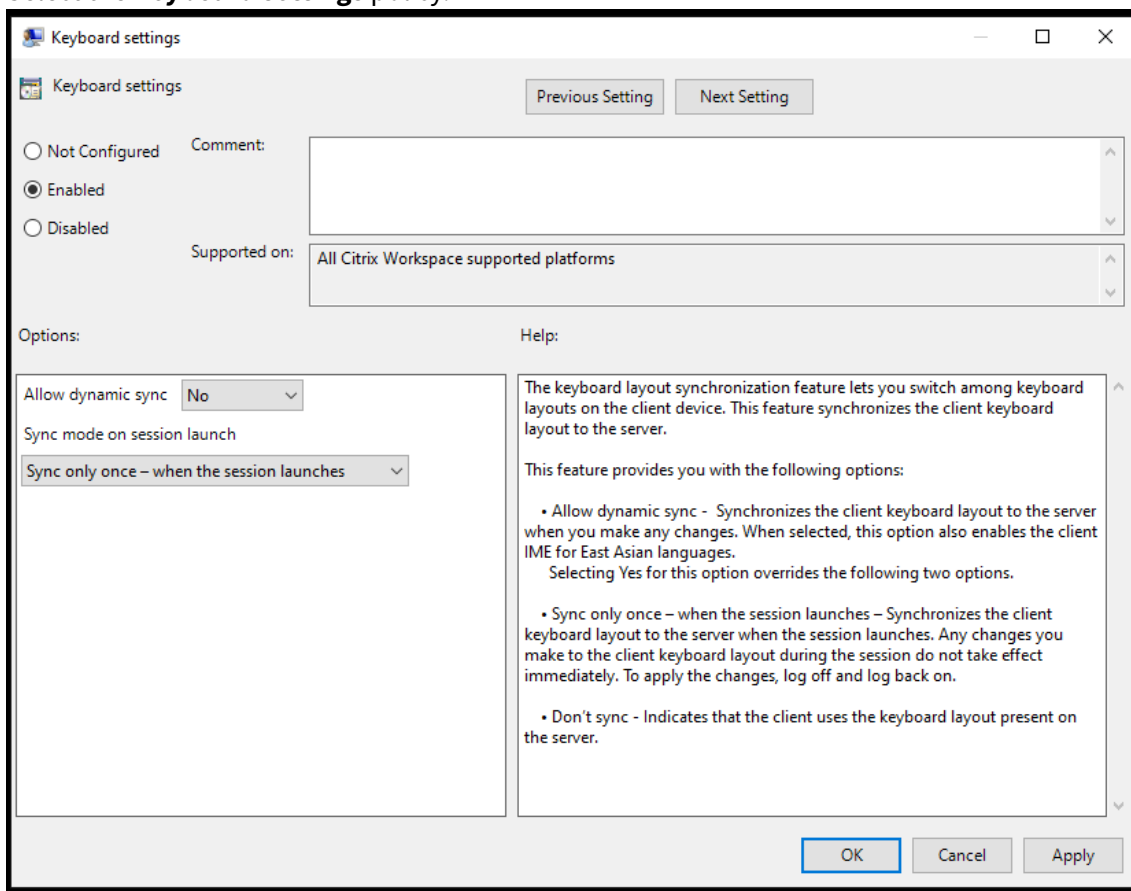 Keyboard settings
Keyboard settings
Previous Setting
Next Setting
Not Configured
Comment:
Enabled
Disabled
Supported on:
All Citrix Workspace supported platforms
Options:
Help:
Allow dynamic sync
No
Sync mode on session launch
Sync only once – when the session launches
The keyboard layout synchronization feature lets you switch among keyboard
layouts on the client device. This feature synchronizes the client keyboard
layout to the server.
This feature provides you with the following options:
• Allow dynamic sync - Synchronizes the client keyboard layout to the server
when you make any changes. When selected, this option also enables the client
IME for East Asian languages.
Selecting Yes for this option overrides the following two options.
• Sync only once – when the session launches – Synchronizes the client
keyboard layout to the server when the session launches. Any changes you
make to the client keyboard layout during the session do not take effect
immediately. To apply the changes, log off and log back on.
• Don't sync - Indicates that the client uses the keyboard layout present on
the server.
OK
Cancel
Apply